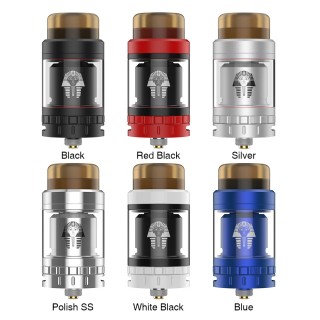 Black
Red Black
Silver
Polish SS
White Black
Blue